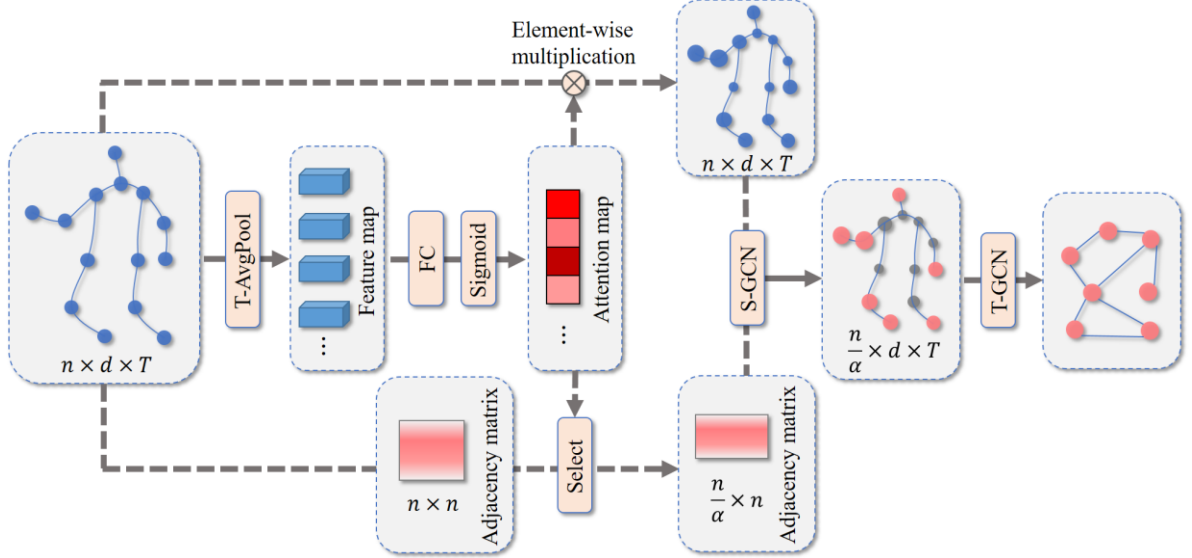 Element-wise
multiplication
n × d × T
T-AvgPool
Feature map
...
FC
Sigmoid
Attention map
...
n × d × T
S-GCN
n/α × d × T
T-GCN
n × n
Adjacency matrix
Select
n/α × n
Adjacency matrix